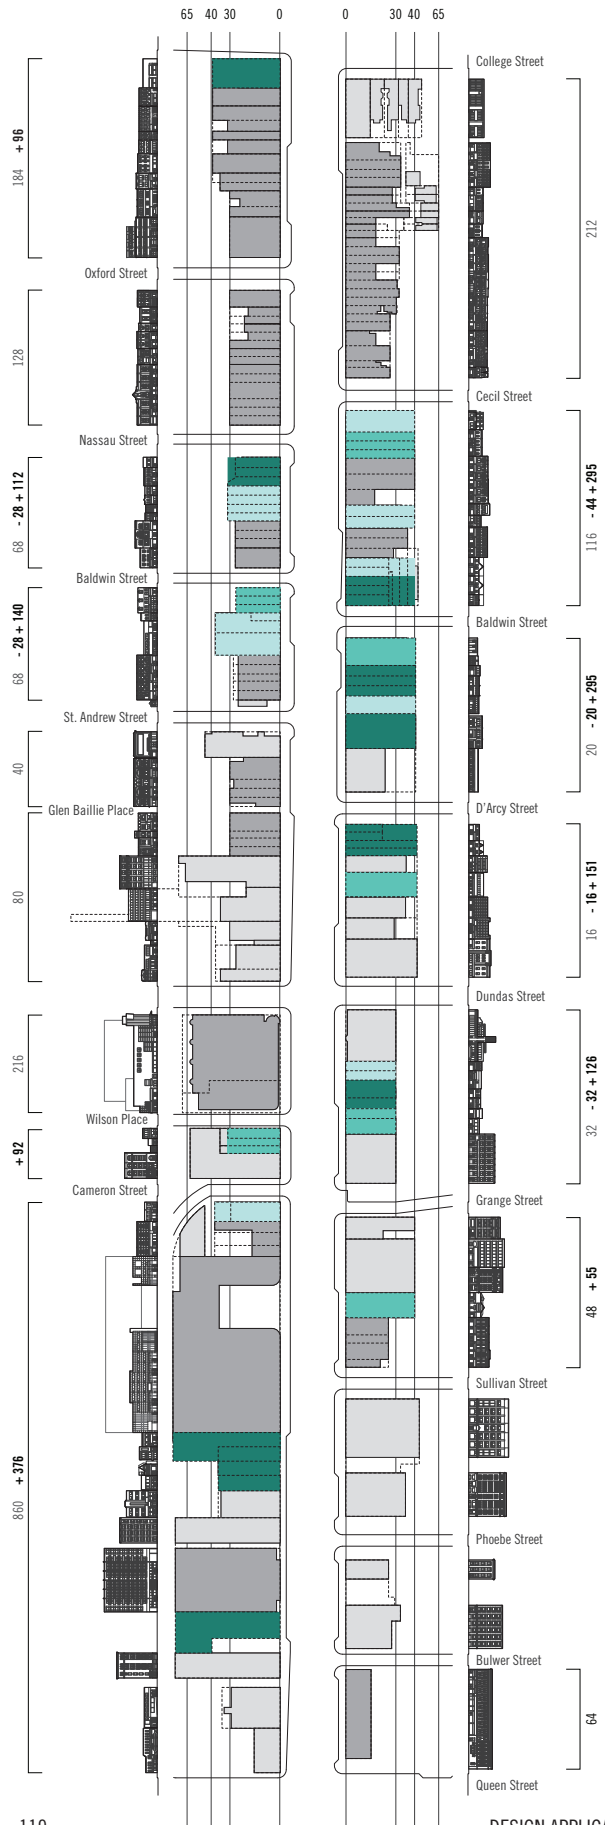 65 40 30 0 0 30 40 65
College Street
184 + 96
212
Oxford Street
128
Cecil Street
Nassau Street
68 - 28 + 112
116 - 44 + 295
Baldwin Street
Baldwin Street
68 - 28 + 140
20 - 20 + 295
St. Andrew Street
40
Glen Baillie Place
D'Arcy Street
80
16 - 16 + 151
Dundas Street
216
32 - 32 + 126
Wilson Place
+ 92
Cameron Street
Grange Street
48 + 55
Sullivan Street
860 + 376
Phoebe Street
Bulwer Street
64
Queen Street